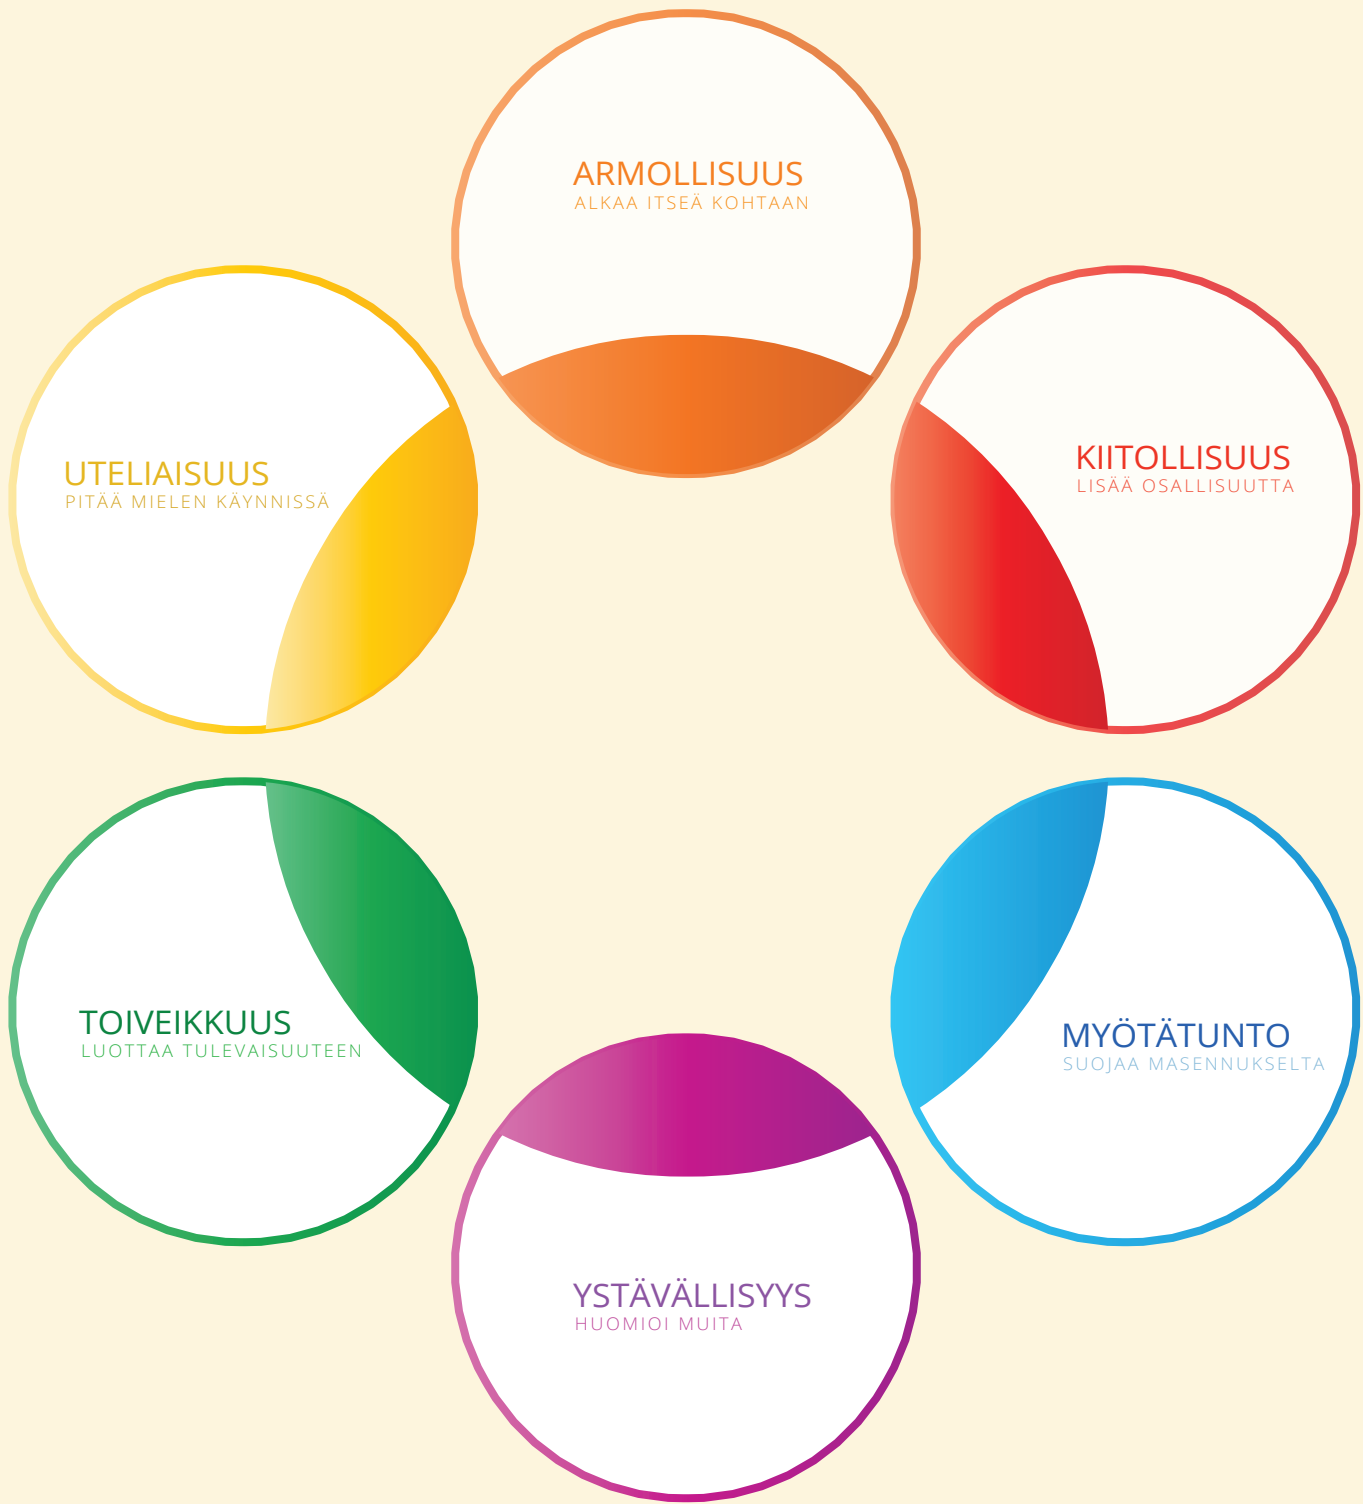 ARMOLLISUUS
ALKAA ITSEÄ KOHTAAN
UTELIAISUUS
PITÄÄ MIELEN KÄYNNISSÄ
KIITOLLISUUS
LISÄÄ OSALLISUUTTA
TOIVEIKKUUS
LUOTTAA TULEVAISUUTEEN
MYÖTÄTUNTO
SUOJAA MASENNUKSELTA
YSTÄVÄLLISYYS
HUOMIOI MUITA